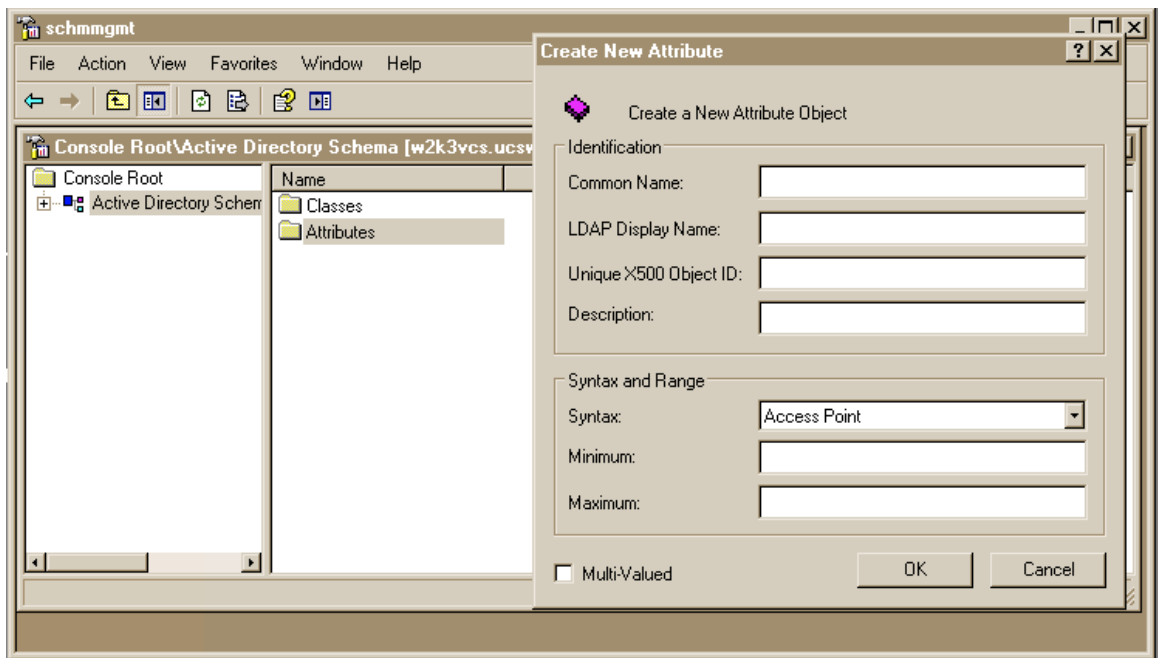 schmmgmt
File Action View Favorites Window Help
Console Root\Active Directory Schema [w2k3vcs.ucsw
Console Root
Active Directory Schem
Name
Classes
Attributes
Create New Attribute
Create a New Attribute Object
Identification
Common Name:
LDAP Display Name:
Unique X500 Object ID:
Description:
Syntax and Range
Syntax: Access Point
Minimum:
Maximum:
Multi-Valued
OK Cancel